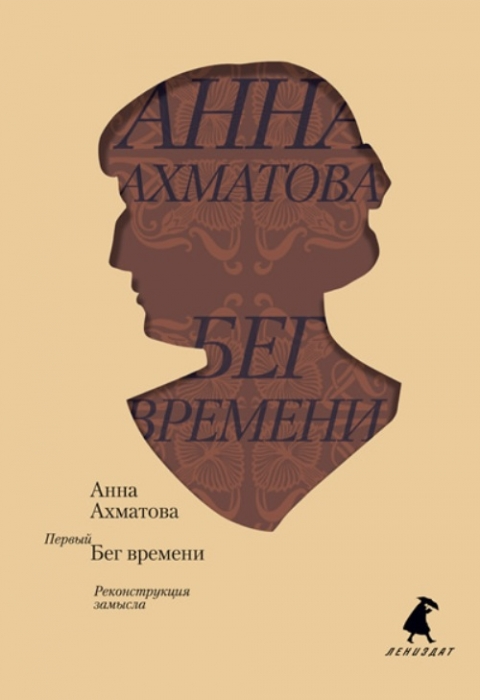 АННА
АХМАТОВА
БЕГ
ВРЕМЕНИ
Анна
Ахматова
Первый
Бег времени
Реконструкция
замысла
ЛЕНИЗДАТ